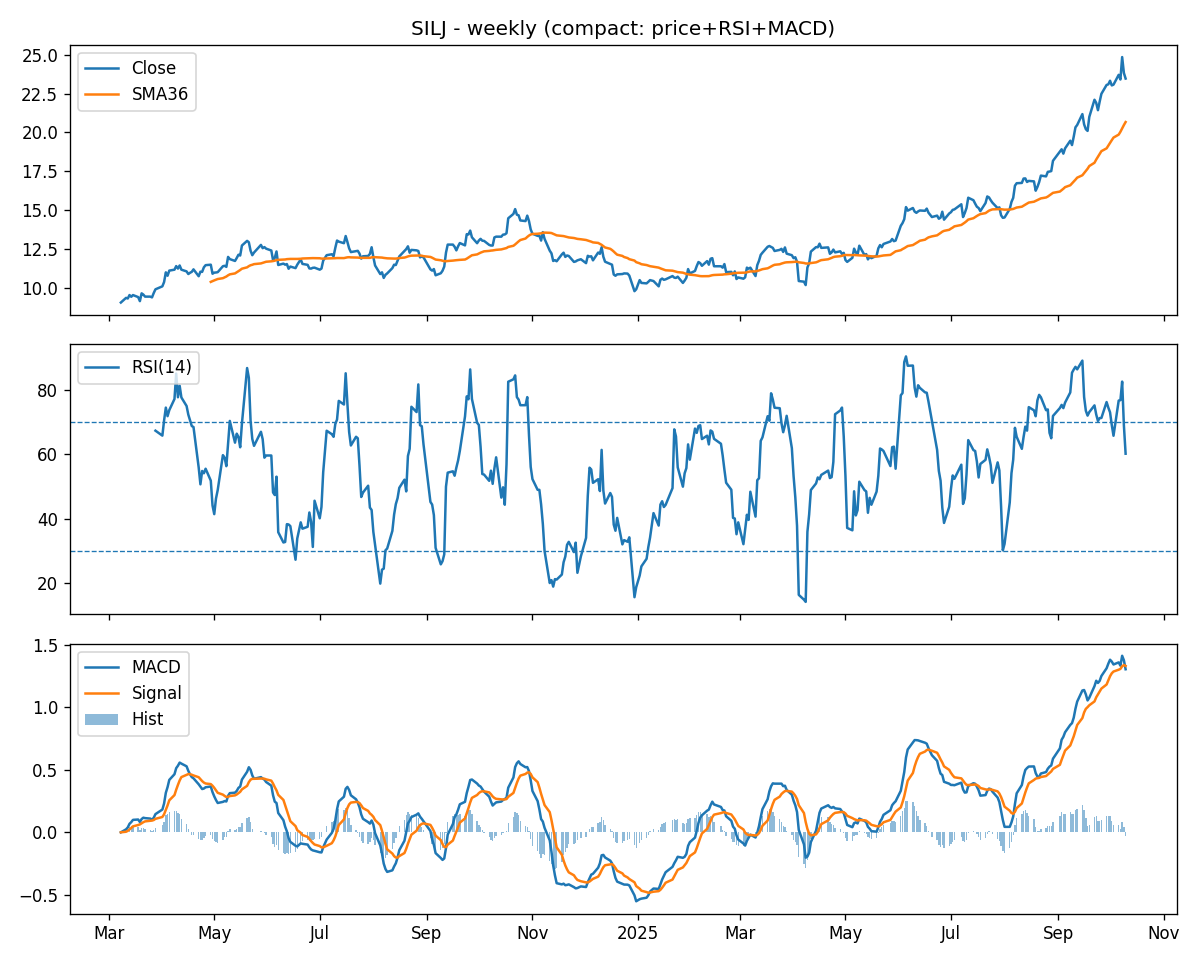 SILJ - weekly (compact: price+RSI+MACD)
25.0
22.5
20.0
17.5
15.0
12.5
10.0
Close
SMA36
80
60
40
20
RSI(14)
1.5
1.0
0.5
0.0
−0.5
MACD
Signal
Hist
Mar May Jul Sep Nov 2025 Mar May Jul Sep Nov